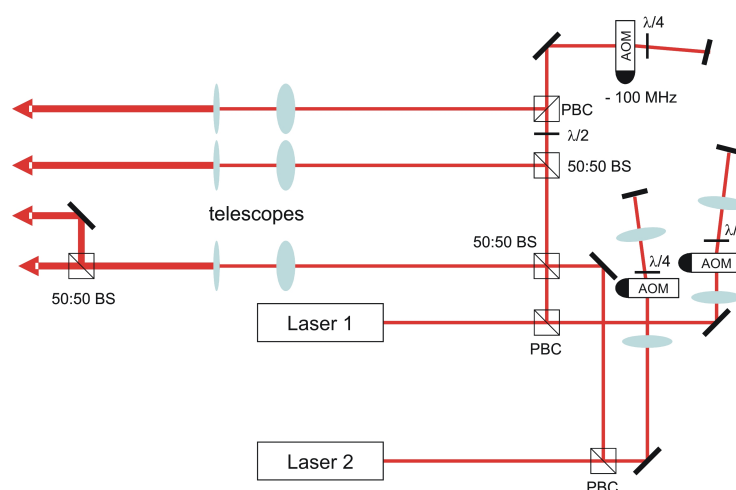 λ/4
AOM
- 100 MHz
PBC
λ/2
50:50 BS
telescopes
50:50 BS
λ/4
λ/
AOM
AOM
50:50 BS
Laser 1
PBC
Laser 2
PBC